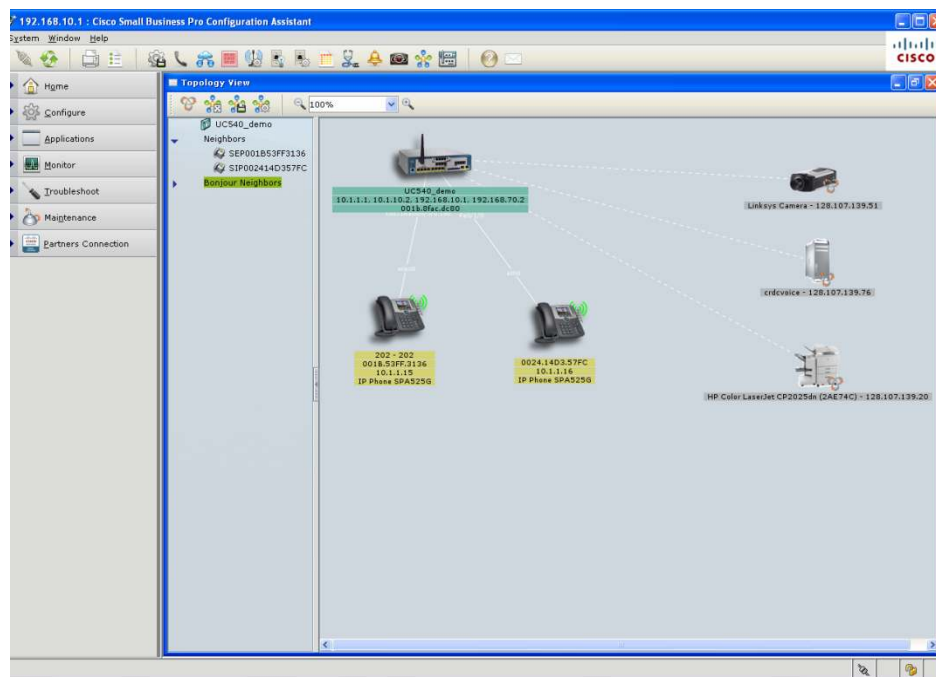 192.168.10.1 : Cisco Small Business Pro Configuration Assistant
System Window Help
CISCO
Home
Configure
Applications
Monitor
Troubleshoot
Maintenance
Partners Connection
Topology View
100%
UC540_demo
Neighbors
SEP001B53FF3136
SIP002414D357FC
Bonjour Neighbors
UC540_demo
10.1.1.1, 10.1.10.2, 192.168.10.1, 192.168.70.2
001b.8fec.dc80
Linksys Camera - 128.107.139.51
crdcvoice - 128.107.139.76
202 - 202
001B.53FF.3136
10.1.1.15
IP Phone SPA525G
0024.14D3.57FC
10.1.1.16
IP Phone SPA525G
HP Color LaserJet CP2025dn (2AE74C) - 128.107.139.20